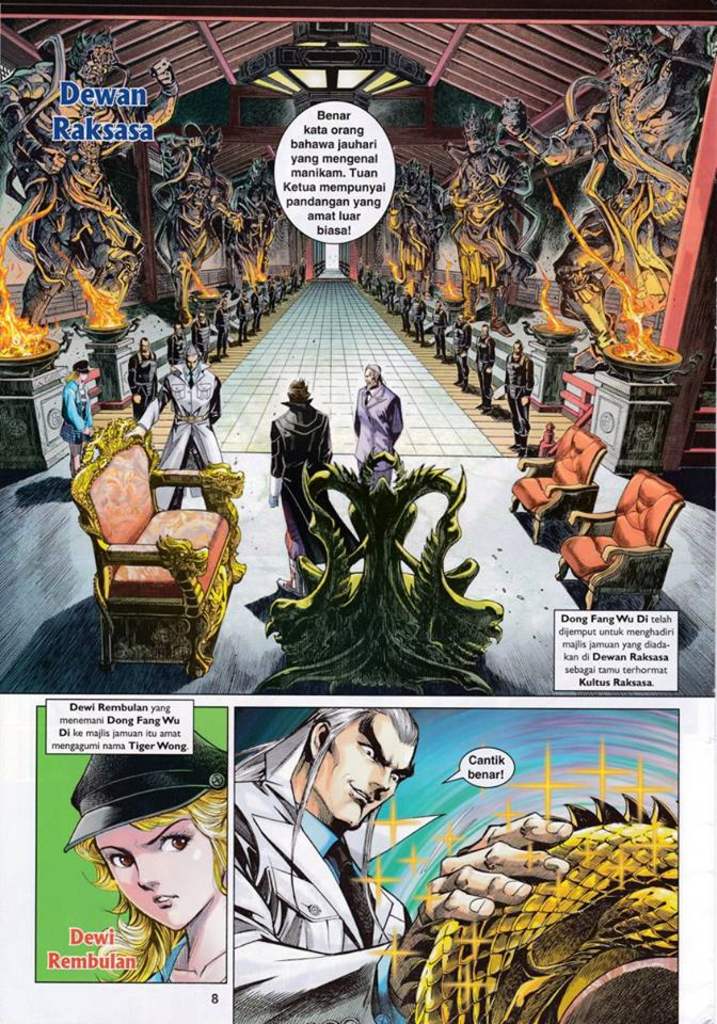 Dewan
Raksasa
Benar
kata orang
bahawa jauhari
yang mengenal
manikam. Tuan
Ketua mempunyai
pandangan yang
amat luar
biasa!
Dong Fang Wu Di telah
dijemput untuk menghadiri
majlis jamuan yang diada-
kan di Dewan Raksasa
sebagai tamu terhormat
Kultus Raksasa.
Dewi Rembulan yang
menemani Dong Fang Wu
Di ke majlis jamuan itu amat
mengagumi nama Tiger Wong.
Dewi
Rembulan
Cantik
benar!
8